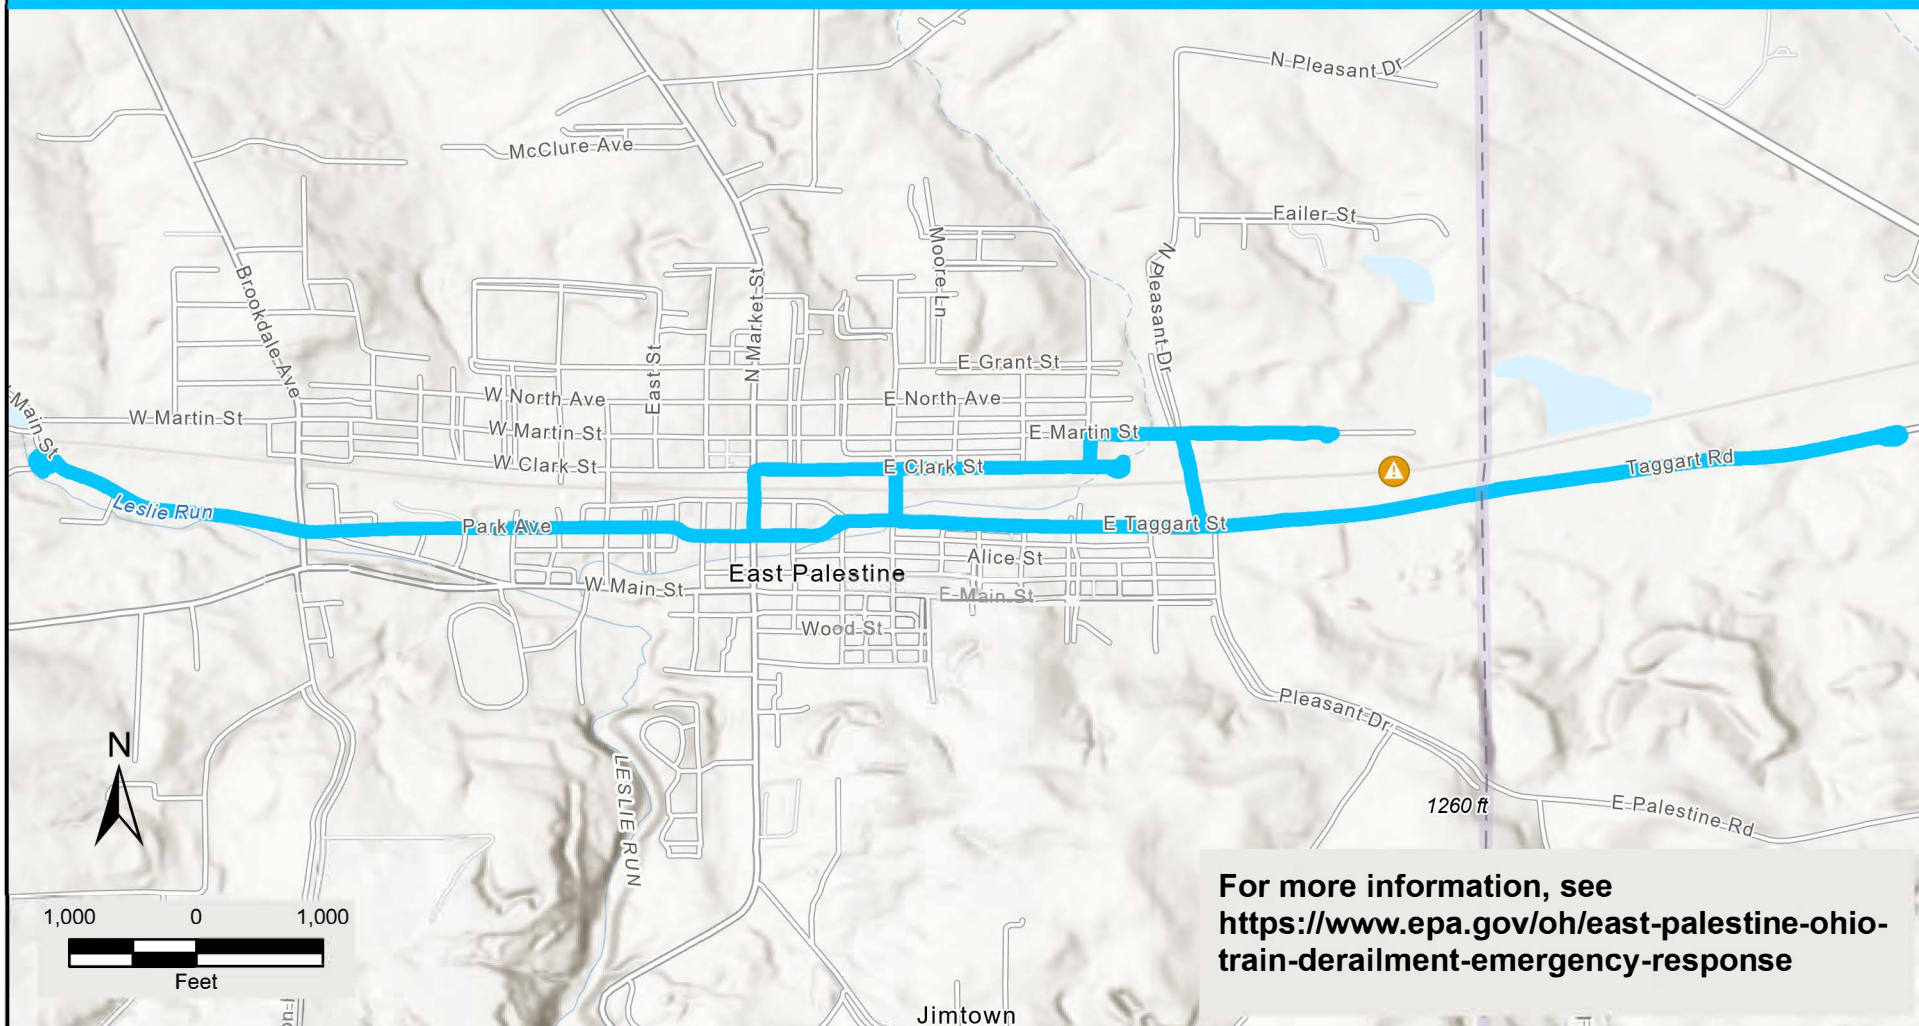 N Pleasant Dr
McClure Ave
Failer St
Moore Ln
N Pleasant Dr
Brookdale Ave
N Market St
East St
E Grant St
W North Ave
E North Ave
Main St
W Martin St
W Martin St
E Martin St
W Clark St
E Clark St
Taggart Rd
Leslie Run
Park Ave
E Taggart St
Alice St
East Palestine
W Main St
E Main St
Wood St
Pleasant Dr
N
LESLIE RUN
1260 ft
E Palestine Rd
1,000 0 1,000
Feet
For more information, see
https://www.epa.gov/oh/east-palestine-ohio-
train-derailment-emergency-response
Jimtown